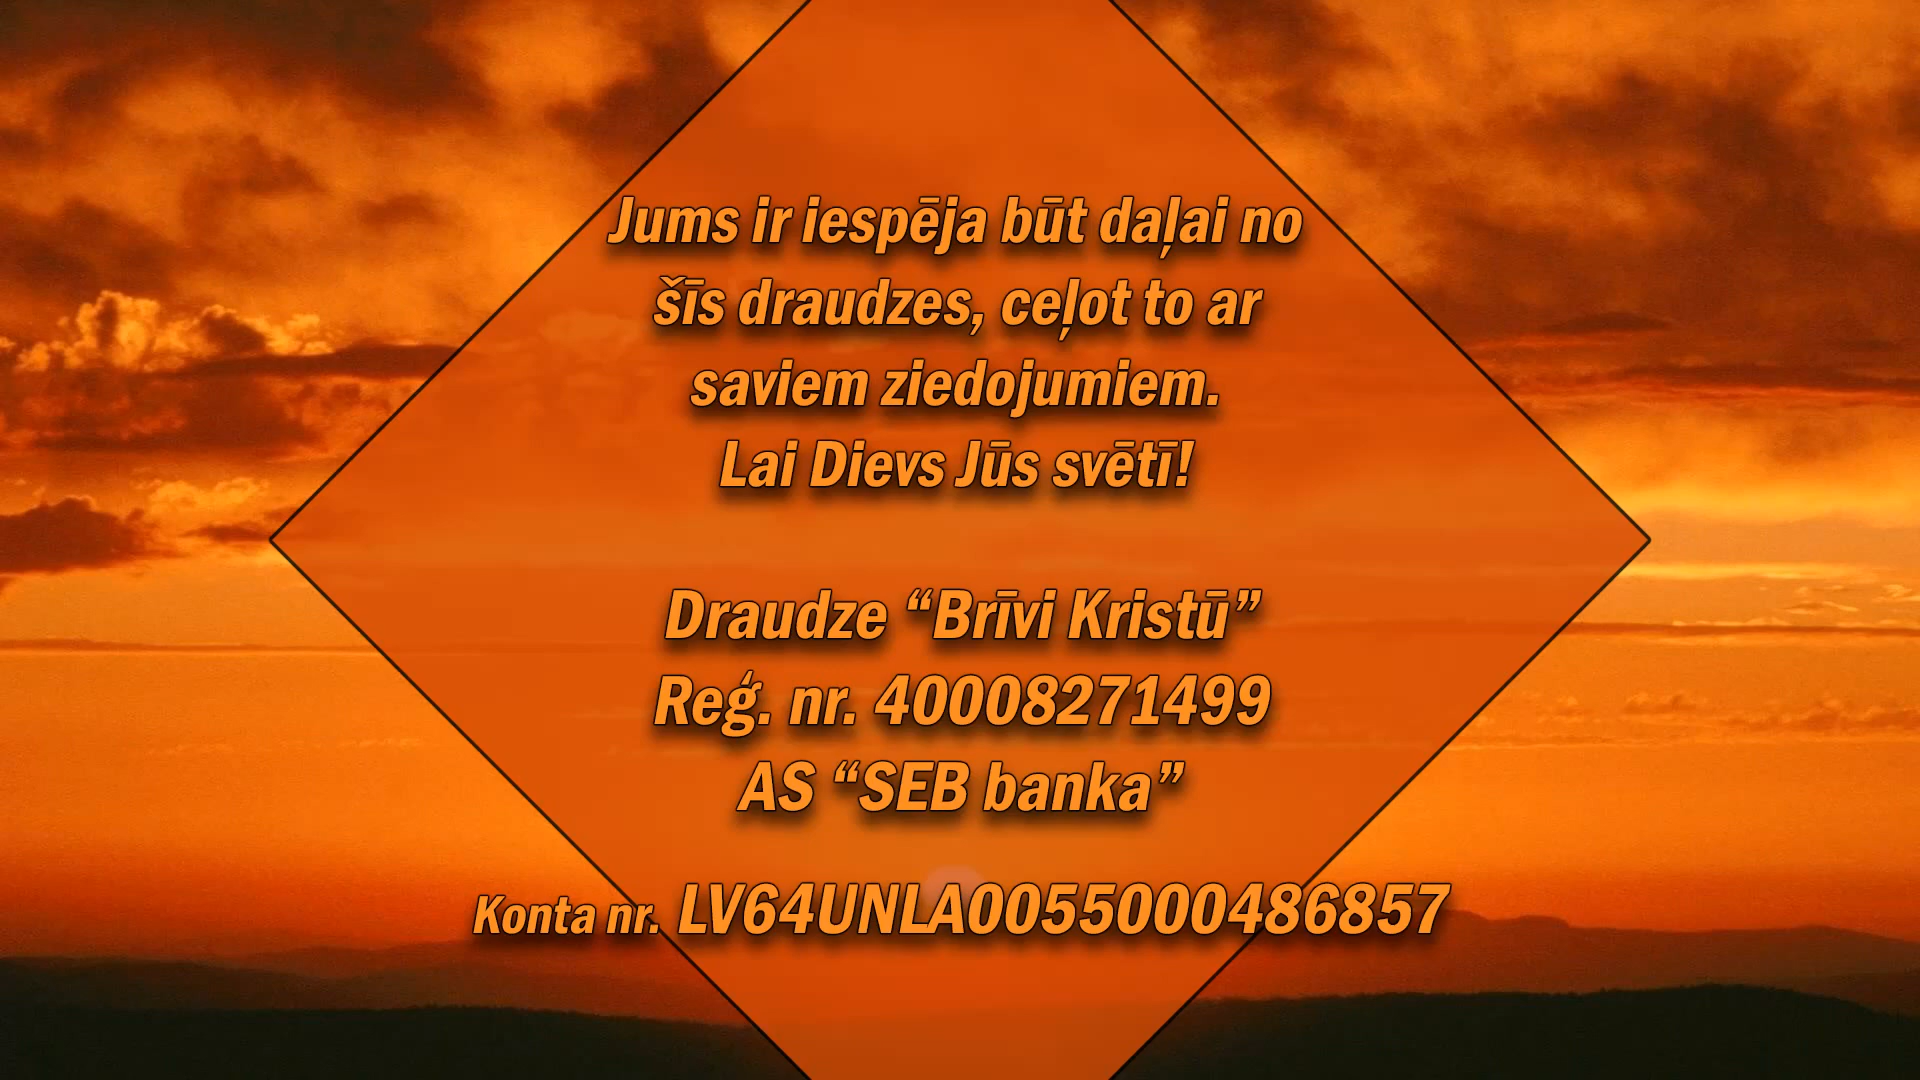 Jums ir iespēja būt daļai no
šīs draudzes, ceļot to ar
saviem ziedojumiem.
Lai Dievs Jūs svētī!
Draudze “Brīvi Kristū”
Reģ. nr. 40008271499
AS “SEB banka”
Konta nr. LV64UNLA0055000486857